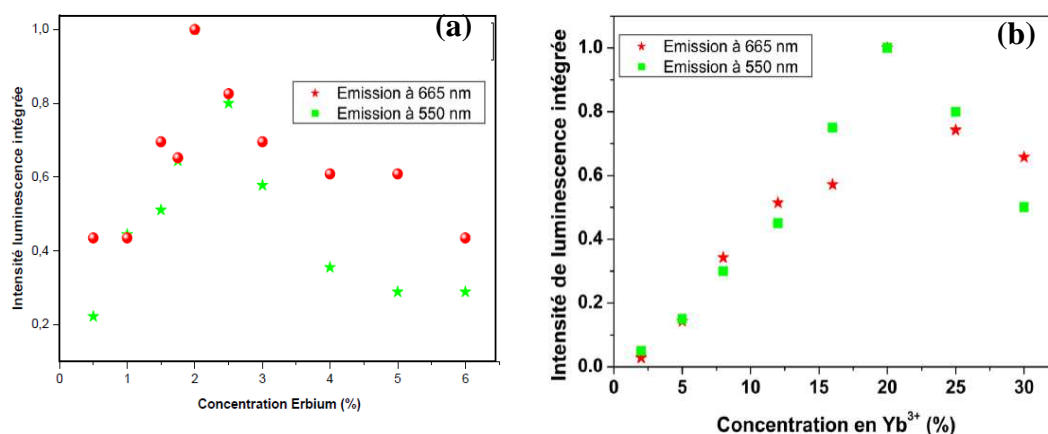 (a)
1,0
0,8
0,6
0,4
0,2
Intensité luminescence intégrée
Emission à 665 nm
Emission à 550 nm
0 1 2 3 4 5 6
Concentration Erbium (%)
(b)
1.0
0.8
0.6
0.4
0.2
0.0
Intensité de luminescence intégrée
Emission à 665 nm
Emission à 550 nm
0 5 10 15 20 25 30
Concentration en Yb³⁺ (%)